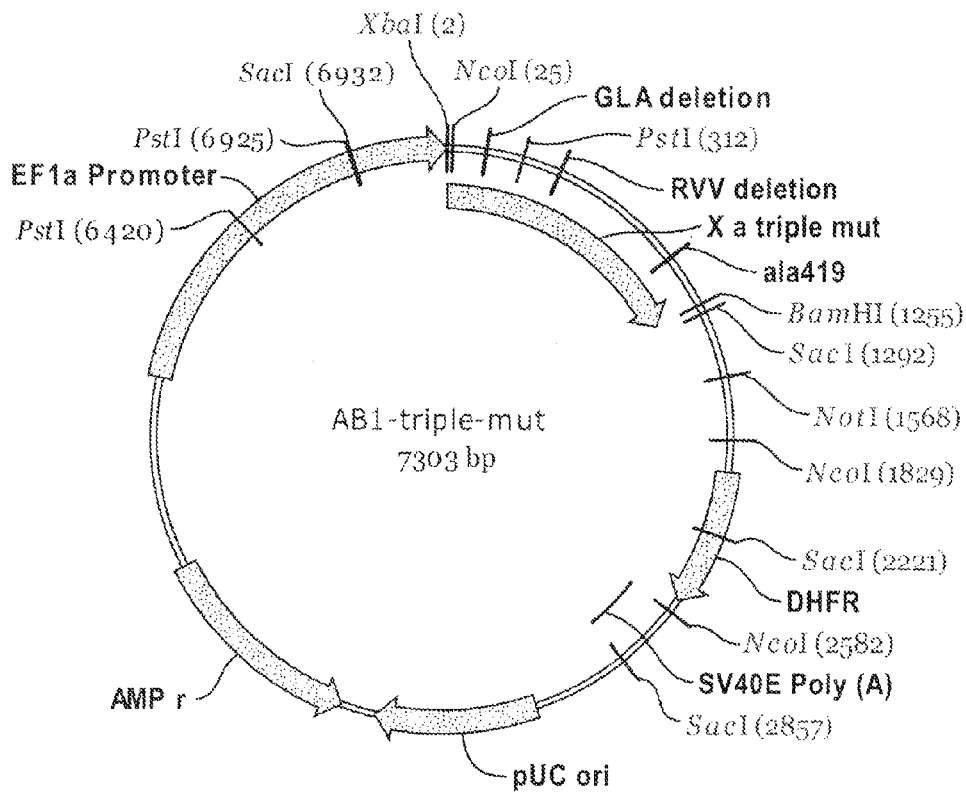 XbaI (2)
NcoI (25)
SacI (6932)
GLA deletion
PstI (6925)
PstI (312)
EF1a Promoter
RVV deletion
PstI (6420)
X a triple mut
ala419
BamHI (1255)
SacI (1292)
AB1-triple-mut
7303 bp
NotI (1568)
NcoI (1829)
SacI (2221)
DHFR
NcoI (2582)
SV40E Poly (A)
AMP r
SacI (2857)
pUC ori